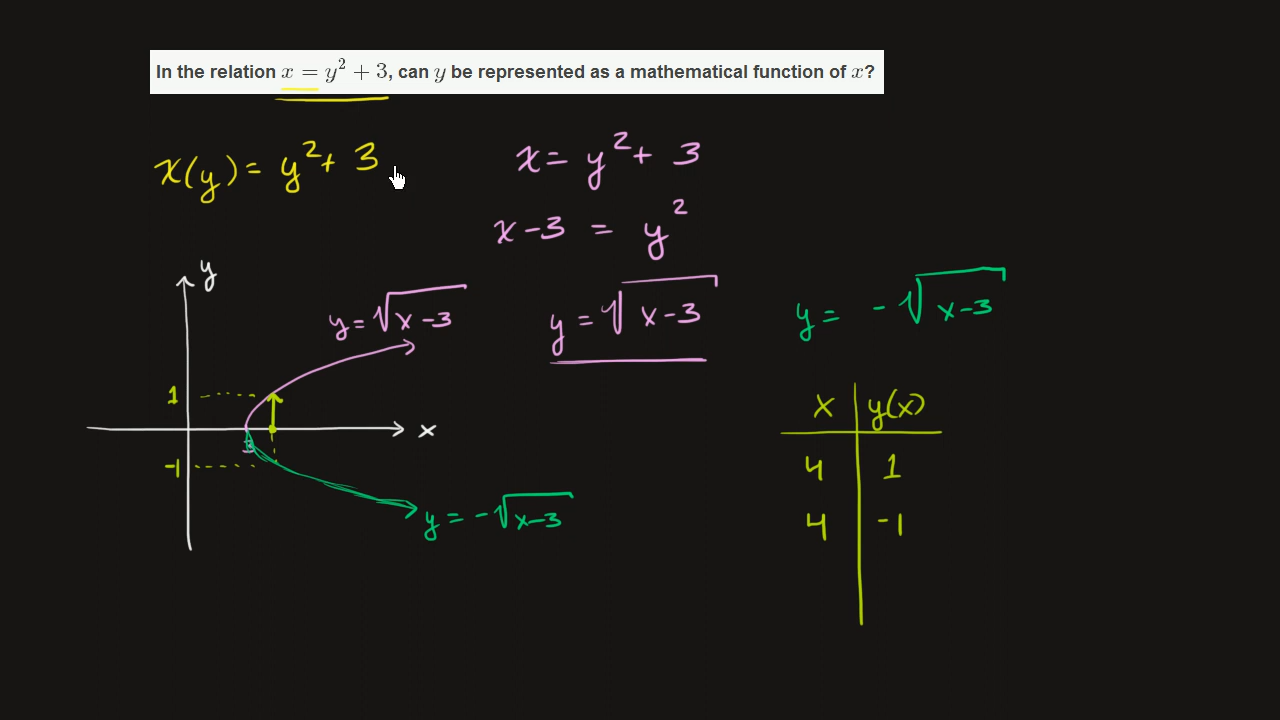 In the relation x = y² + 3, can y be represented as a mathematical function of x?
x(y) = y² + 3
x = y² + 3
x - 3 = y²
y = √(x - 3)
y = -√(x - 3)
y
y = √(x - 3)
1
x
3
-1
y = -√(x - 3)
x y(x)
4 1
4 -1